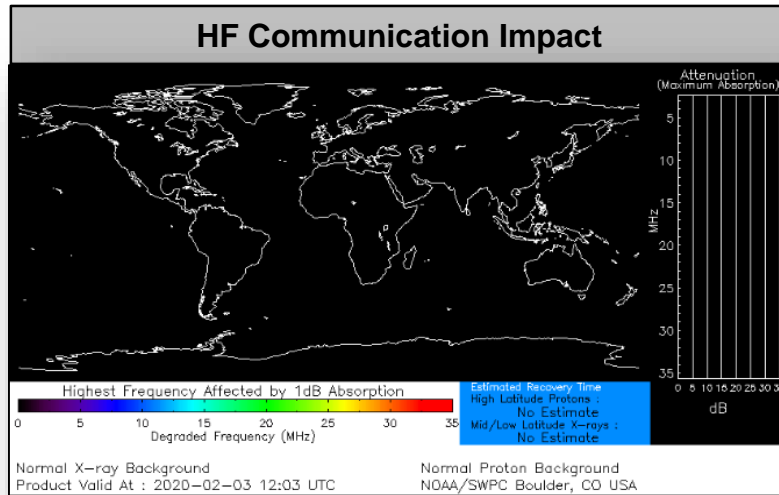 HF Communication Impact
Attenuation
(Maximum Absorption)
5
10
15
20
25
30
35
MHz
0 5 10 15 20 25 30 3
dB
Highest Frequency Affected by 1dB Absorption
0 5 10 15 20 25 30 35
Degraded Frequency (MHz)
Estimated Recovery Time
High Latitude Protons :
No Estimate
Mid/Low Latitude X-rays :
No Estimate
Normal X-ray Background
Normal Proton Background
Product Valid At : 2020-02-03 12:03 UTC
NOAA/SWPC Boulder, CO USA